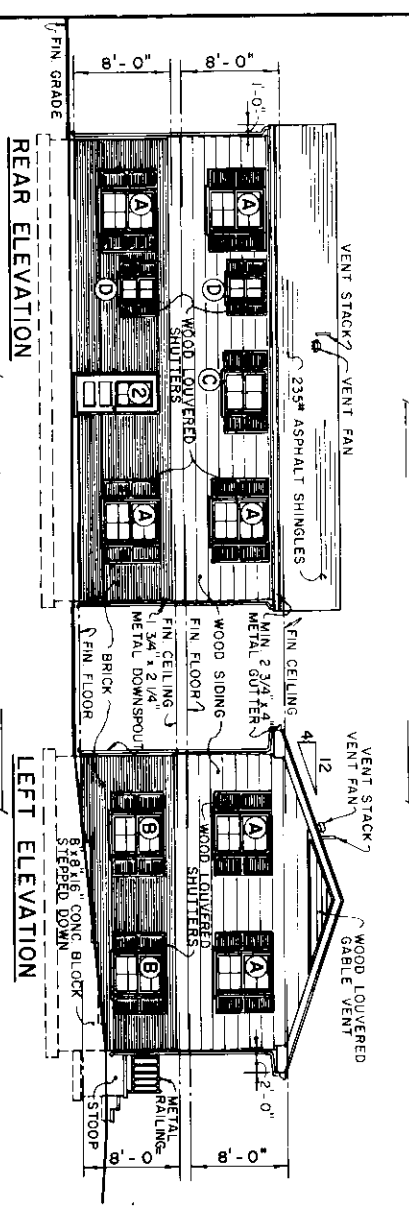 VENT STACK
VENT FAN
235# ASPHALT SHINGLES
1'-0"
8'-0"
8'-0"
FIN. GRADE
A
D
C
A
A
D
2
A
WOOD LOUVERED
SHUTTERS
REAR ELEVATION
FIN CEILING
MIN. 2 3/4" x 4"
METAL GUTTER
WOOD SIDING
FIN. FLOOR
FIN. CEILING
1 3/4" x 2 1/4"
METAL DOWNSPOUT
BRICK
FIN. FLOOR
12
4
VENT STACK
VENT FAN
WOOD LOUVERED
GABLE VENT
A
A
WOOD LOUVERED
SHUTTERS
B
B
2'-0"
8'-0"
8'-0
METAL
RAILING
STOOP
8"x8"x16" CONC. BLOCK
STEPPED DOWN
LEFT ELEVATION